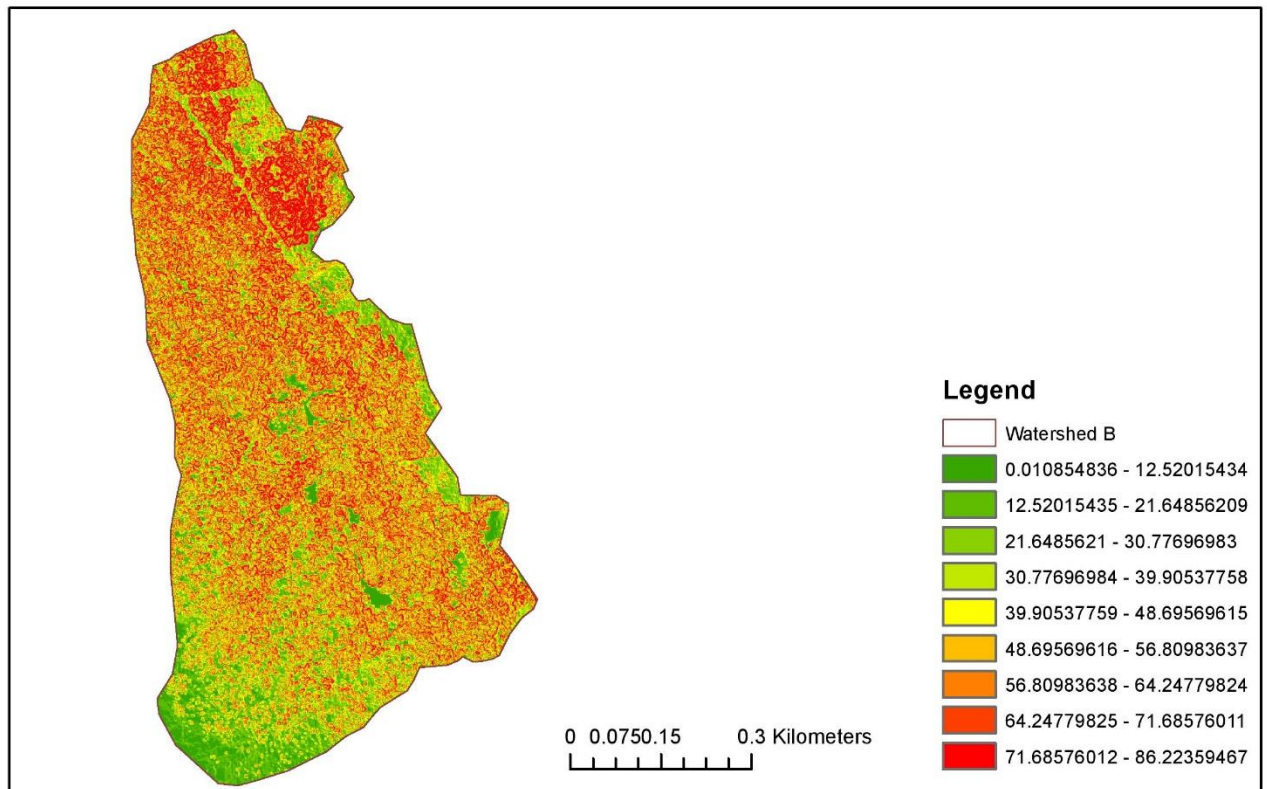 Legend
Watershed B
0.010854836 - 12.52015434
12.52015435 - 21.64856209
21.6485621 - 30.77696983
30.77696984 - 39.90537758
39.90537759 - 48.69569615
48.69569616 - 56.80983637
56.80983638 - 64.24779824
64.24779825 - 71.68576011
71.68576012 - 86.22359467
0 0.0750.15 0.3 Kilometers